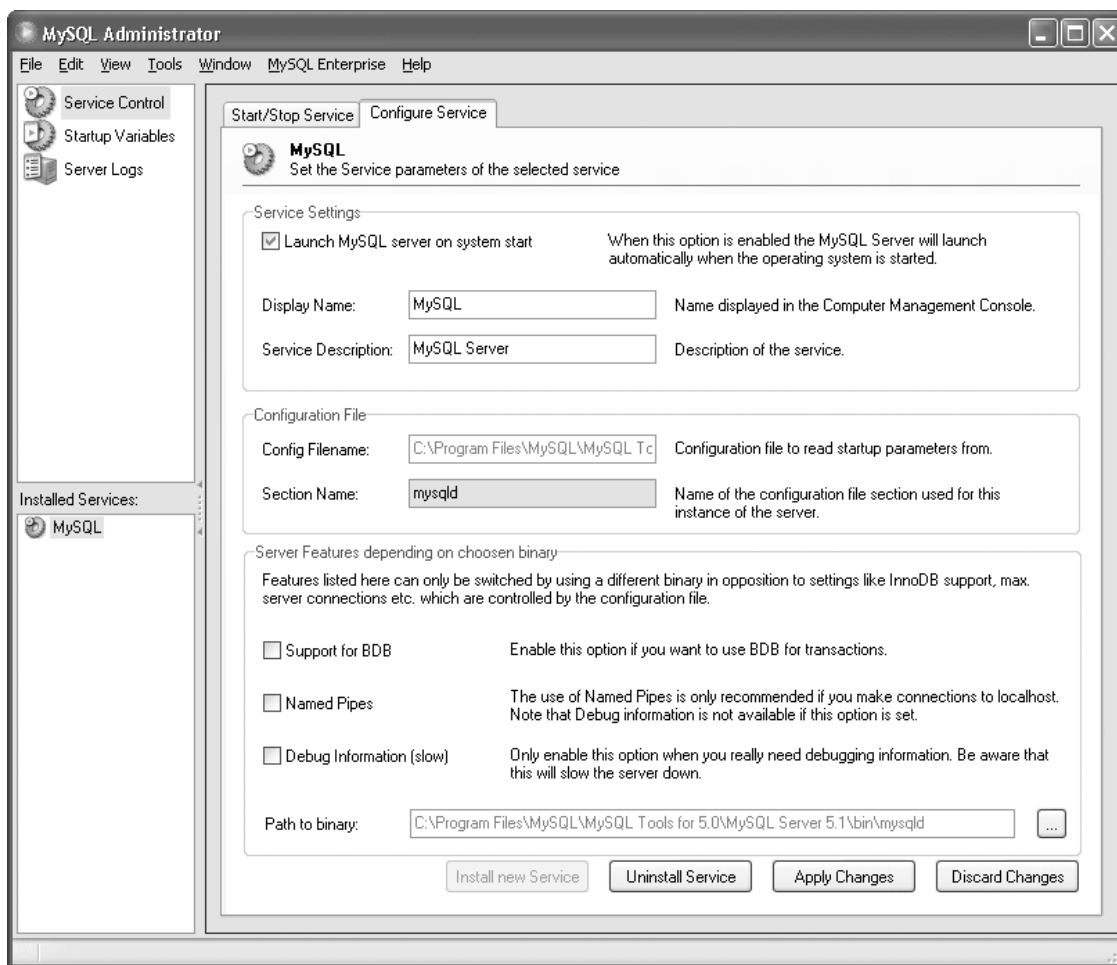 MySQL Administrator
File Edit View Tools Window MySQL Enterprise Help
Service Control
Startup Variables
Server Logs
Installed Services:
MySQL
Start/Stop Service Configure Service
MySQL
Set the Service parameters of the selected service
Service Settings
Launch MySQL server on system start
When this option is enabled the MySQL Server will launch
automatically when the operating system is started.
Display Name: MySQL Name displayed in the Computer Management Console.
Service Description: MySQL Server Description of the service.
Configuration File
Config Filename: C:\Program Files\MySQL\MySQL Tc Configuration file to read startup parameters from.
Section Name: mysqld Name of the configuration file section used for this
instance of the server.
Server Features depending on choosen binary
Features listed here can only be switched by using a different binary in opposition to settings like InnoDB support, max.
server connections etc. which are controlled by the configuration file.
Support for BDB Enable this option if you want to use BDB for transactions.
Named Pipes The use of Named Pipes is only recommended if you make connections to localhost.
Note that Debug information is not available if this option is set.
Debug Information (slow) Only enable this option when you really need debugging information. Be aware that
this will slow the server down.
Path to binary: C:\Program Files\MySQL\MySQL Tools for 5.0\MySQL Server 5.1\bin\mysqld ...
Install new Service Uninstall Service Apply Changes Discard Changes